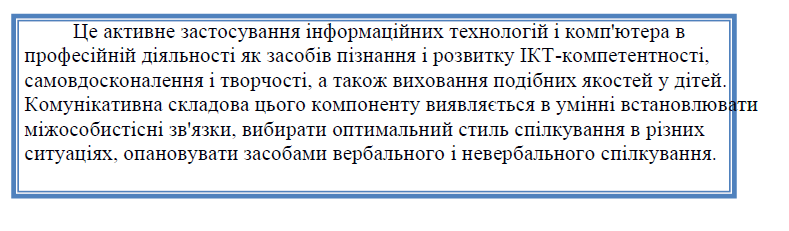 Це активне застосування інформаційних технологій і комп'ютера в
професійній діяльності як засобів пізнання і розвитку ІКТ-компетентності,
самовдосконалення і творчості, а також виховання подібних якостей у дітей.
Комунікативна складова цього компоненту виявляється в умінні встановлювати
міжособистісні зв'язки, вибирати оптимальний стиль спілкування в різних
ситуаціях, опановувати засобами вербального і невербального спілкування.